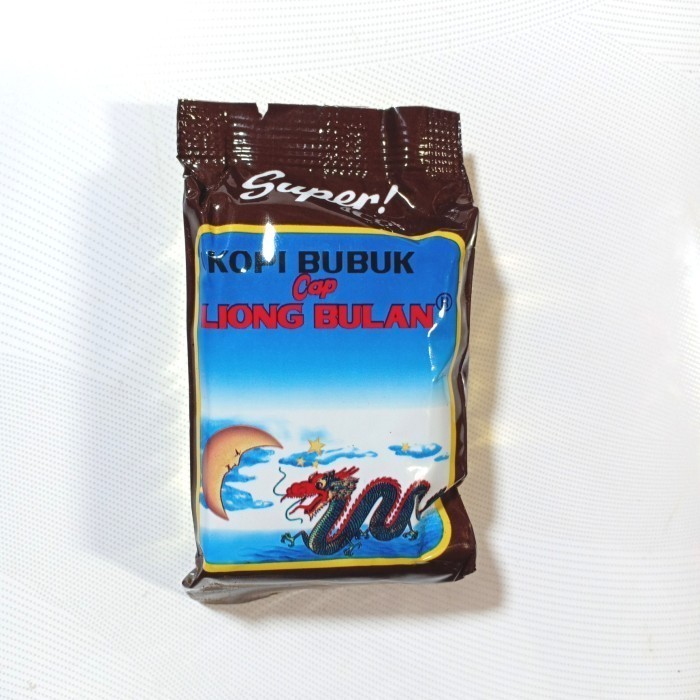 Super!
KOPI BUBUK
Cap
LIONG BULAN®